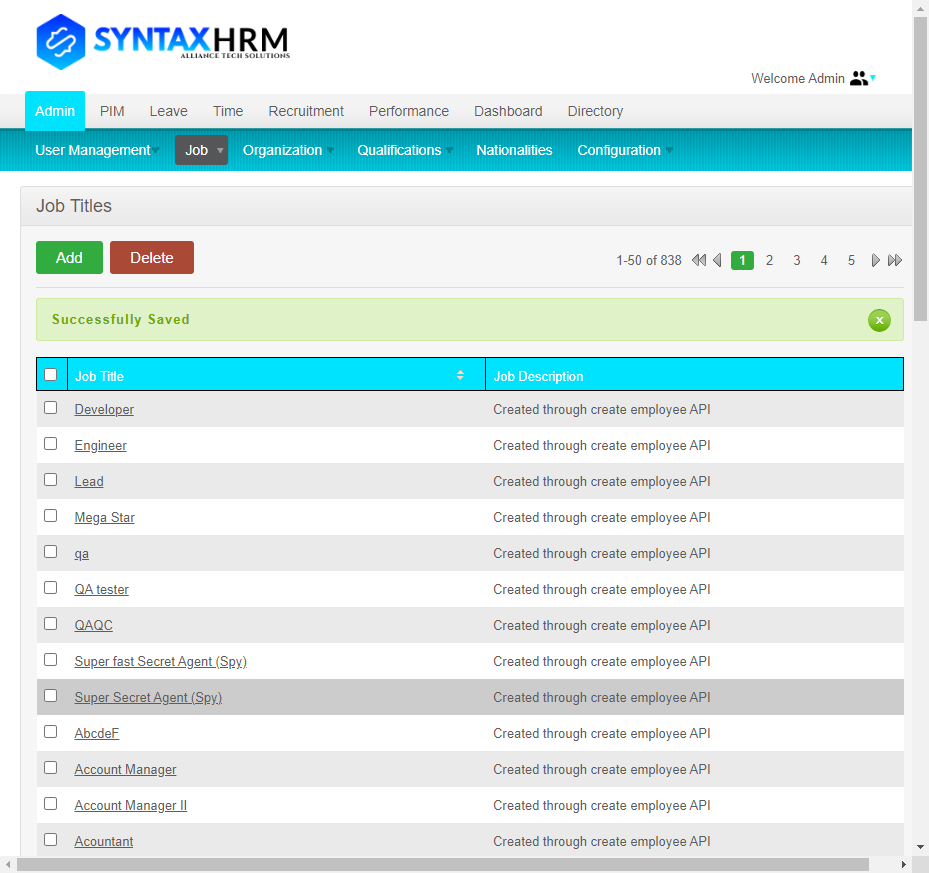 SYNTAXHRM
ALLIANCE TECH SOLUTIONS
Welcome Admin
Admin PIM Leave Time Recruitment Performance Dashboard Directory
User Management Job Organization Qualifications Nationalities Configuration
Job Titles
Add Delete 1-50 of 838 1 2 3 4 5
Successfully Saved x
Job Title Job Description
Developer Created through create employee API
Engineer Created through create employee API
Lead Created through create employee API
Mega Star Created through create employee API
qa Created through create employee API
QA tester Created through create employee API
QAQC Created through create employee API
Super fast Secret Agent (Spy) Created through create employee API
Super Secret Agent (Spy) Created through create employee API
AbcdeF Created through create employee API
Account Manager Created through create employee API
Account Manager II Created through create employee API
Acountant Created through create employee API